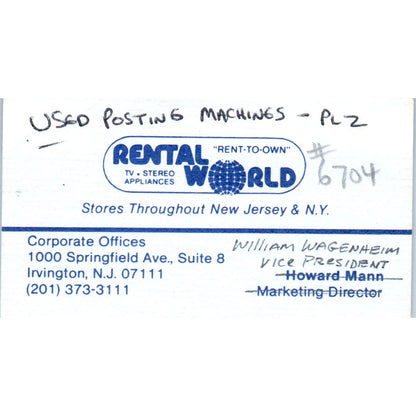 USED POSTING MACHINES - PLZ
"RENT-TO-OWN"
RENTAL
TV • STEREO
APPLIANCES
WORLD
#6704
Stores Throughout New Jersey & N.Y.
Corporate Offices
1000 Springfield Ave., Suite 8
Irvington, N.J. 07111
(201) 373-3111
WILLIAM WAGENHEIM
VICE PRESIDENT
Howard Mann
Marketing Director